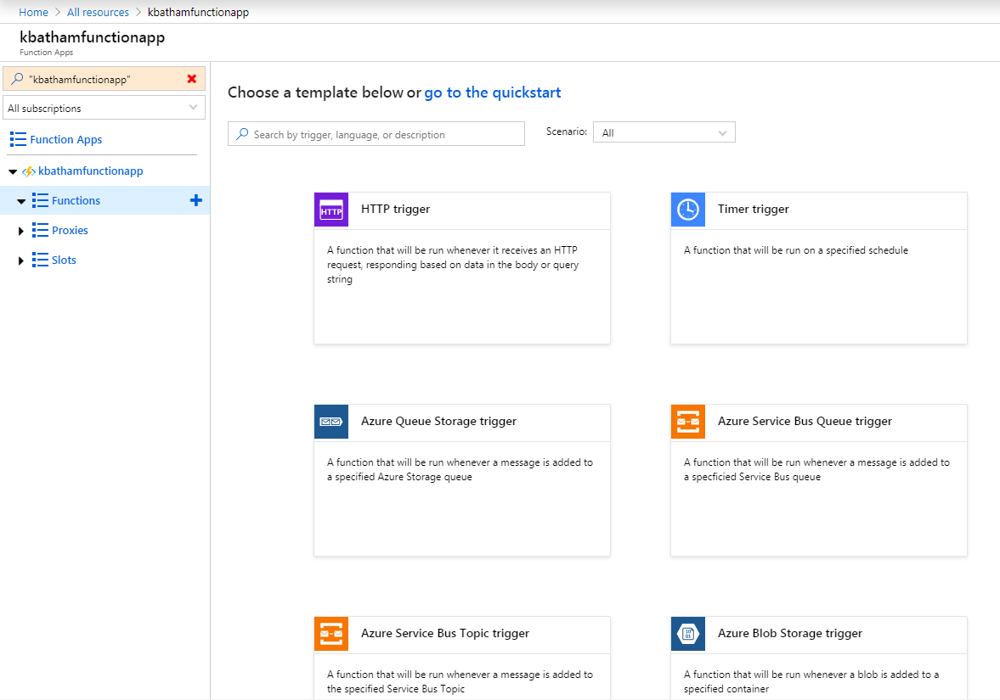 Home > All resources > kbathamfunctionapp
kbathamfunctionapp
Function Apps
"kbathamfunctionapp"
All subscriptions
Function Apps
kbathamfunctionapp
Functions
Proxies
Slots
Choose a template below or go to the quickstart
Search by trigger, language, or description
Scenario: All
HTTP
HTTP trigger
A function that will be run whenever it receives an HTTP
request, responding based on data in the body or query
string
Timer trigger
A function that will be run on a specified schedule
Azure Queue Storage trigger
A function that will be run whenever a message is added to
a specified Azure Storage queue
Azure Service Bus Queue trigger
A function that will be run whenever a message is added to
a specficied Service Bus queue
Azure Service Bus Topic trigger
A function that will be run whenever a message is added to
the specified Service Bus Topic
10
01
Azure Blob Storage trigger
A function that will be run whenever a blob is added to a
specified container